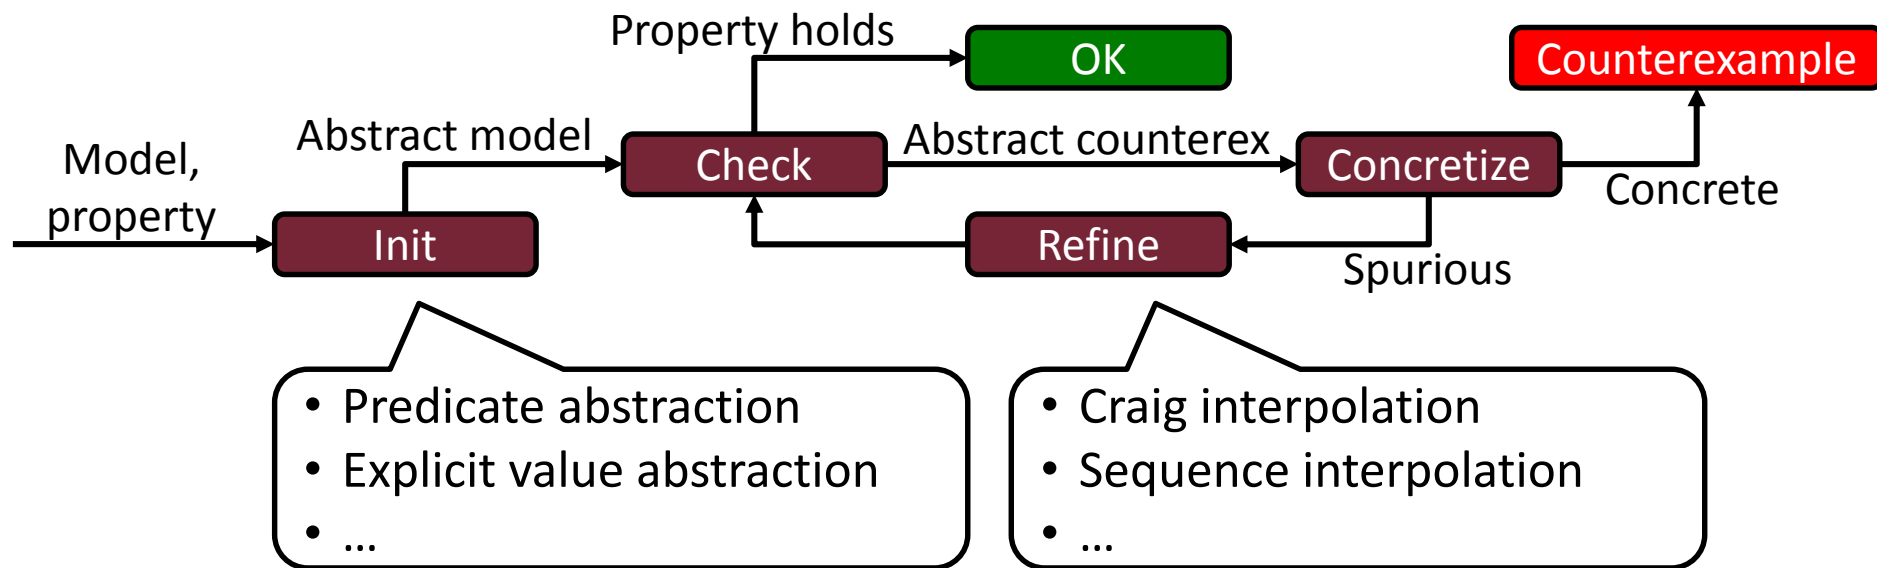 Property holds
OK
Counterexample
Model,
property
Abstract model
Check
Abstract counterex
Concretize
Concrete
Init
Refine
Spurious
• Predicate abstraction
• Explicit value abstraction
• ...
• Craig interpolation
• Sequence interpolation
• ...